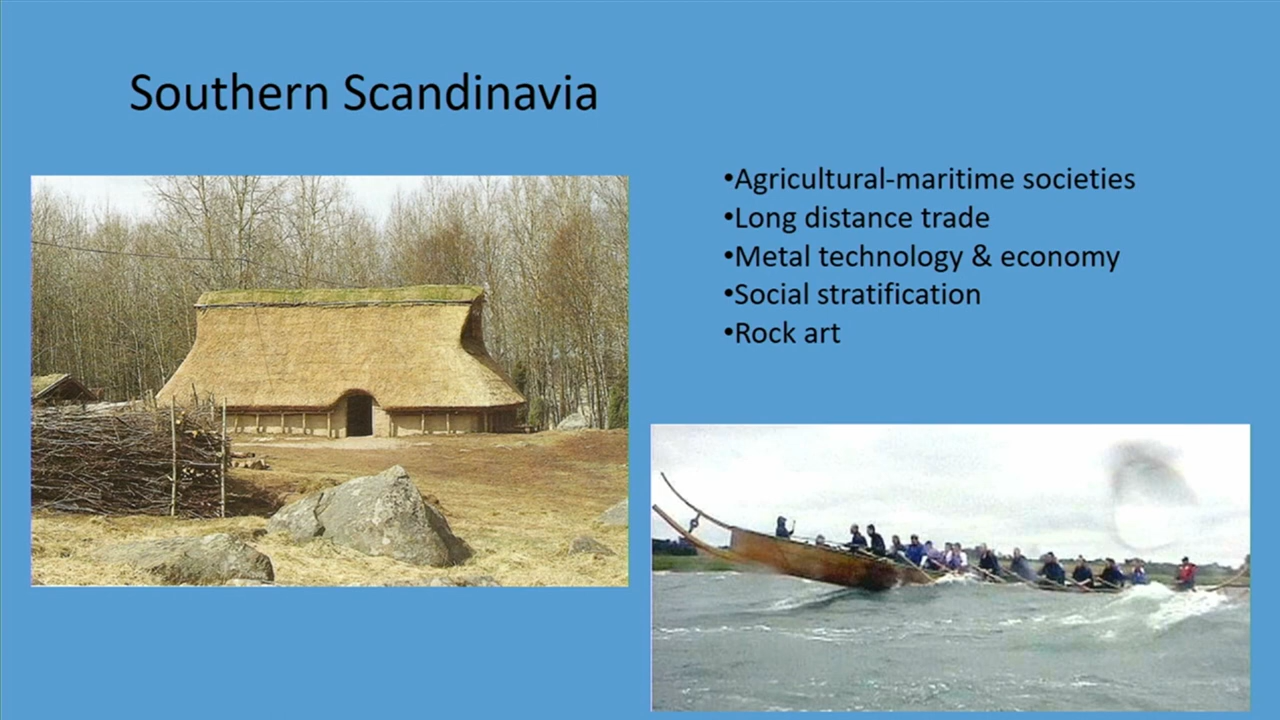 Southern Scandinavia
•Agricultural-maritime societies
•Long distance trade
•Metal technology & economy
•Social stratification
•Rock art